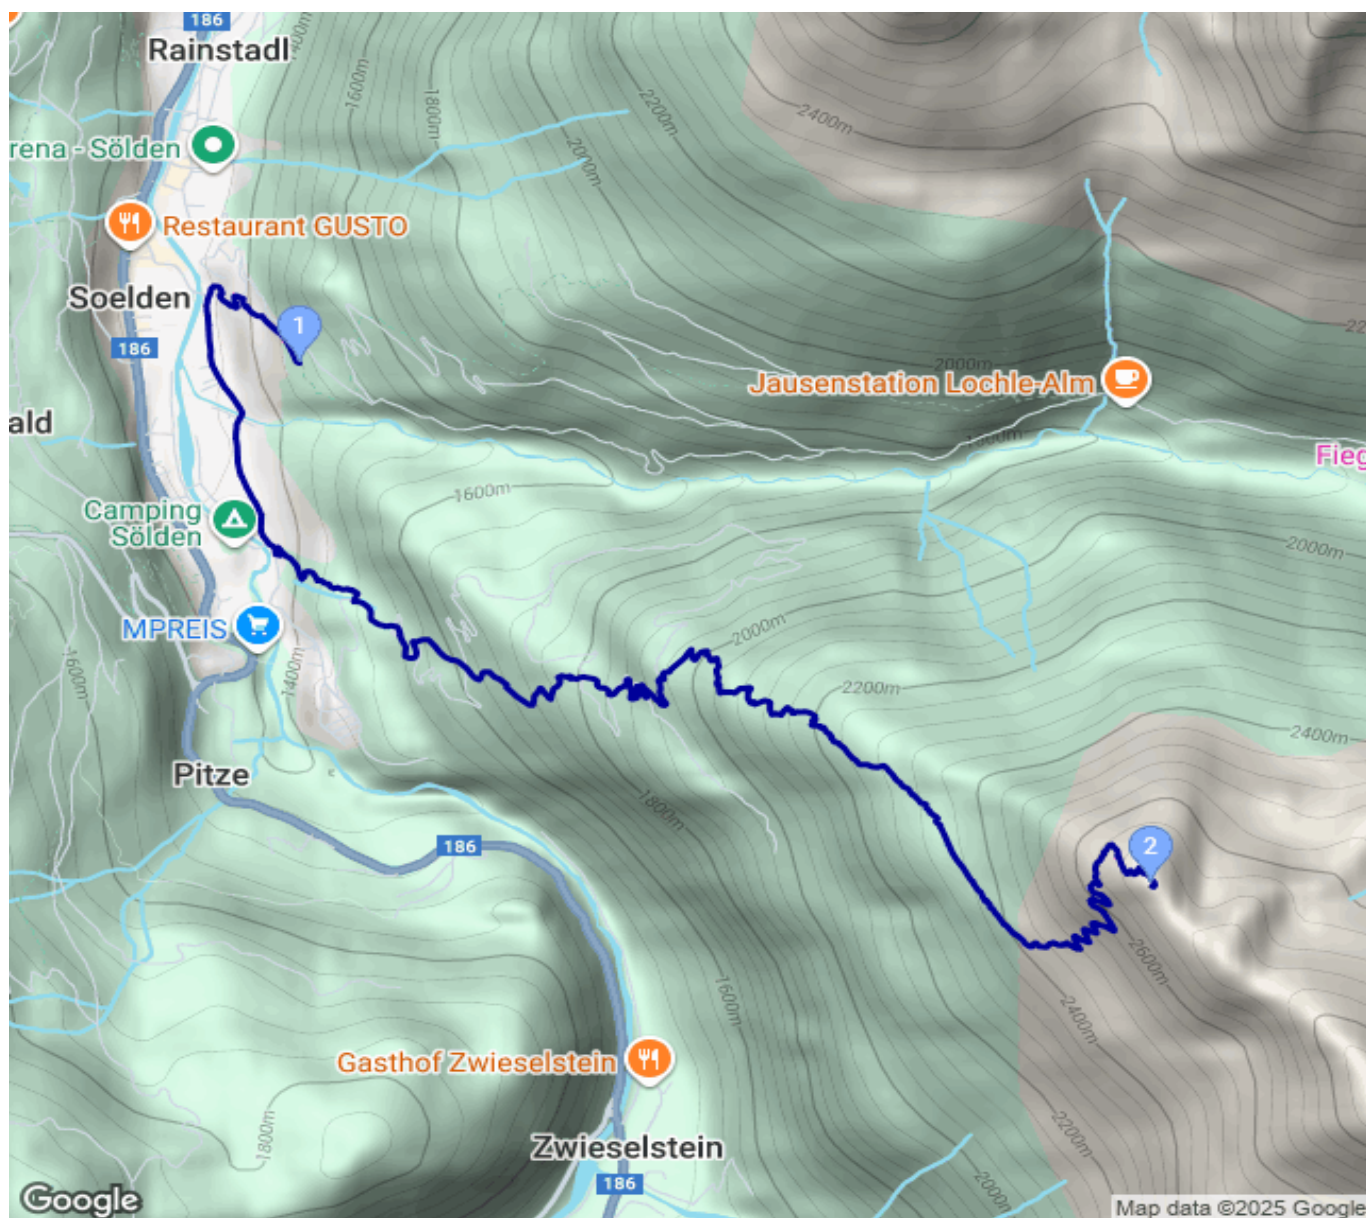 186
Rainstadl
1400m
1600m
1800m
2200m
2400m
2000m
rena - Sölden
Restaurant GUSTO
Soelden
1
186
2000m
Jausenstation Lochle-Alm
ald
Fieg
1600m
Camping
Sölden
2000m
MPREIS
1600m
1400m
2000m
2200m
2400m
Pitze
1800m
186
2
2600m
1600m
2400m
Gasthof Zwieselstein
1800m
2200m
Zwieselstein
186
2000m
Google
Map data ©2025 Google